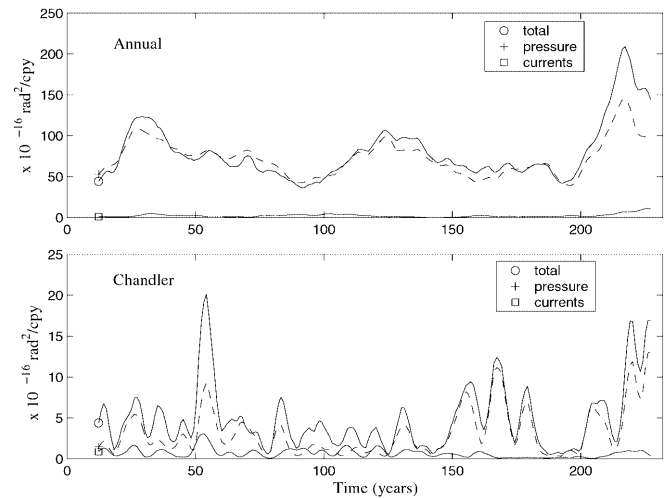 250
200
150
100
50
0
x 10 −16 rad2/cpy
Annual
total
pressure
currents
0 50 100 150 200
25
20
15
10
5
0
x 10 −16 rad2/cpy
Chandler
total
pressure
currents
0 50 100 150 200
Time (years)